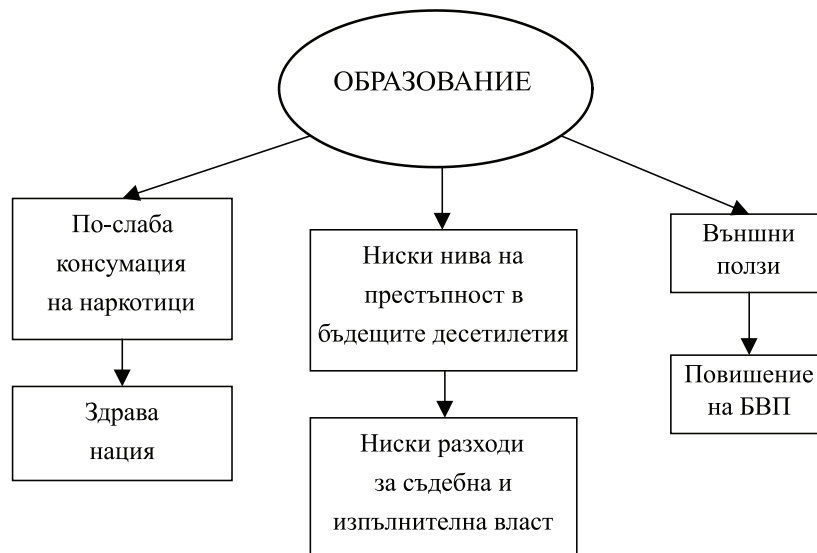 ОБРАЗОВАНИЕ
По-слаба
консумация
на наркотици
Здрава
нация
Ниски нива на
престъпност в
бъдещите десетилетия
Ниски разходи
за съдебна и
изпълнителна власт
Външни
ползи
Повишение
на БВП